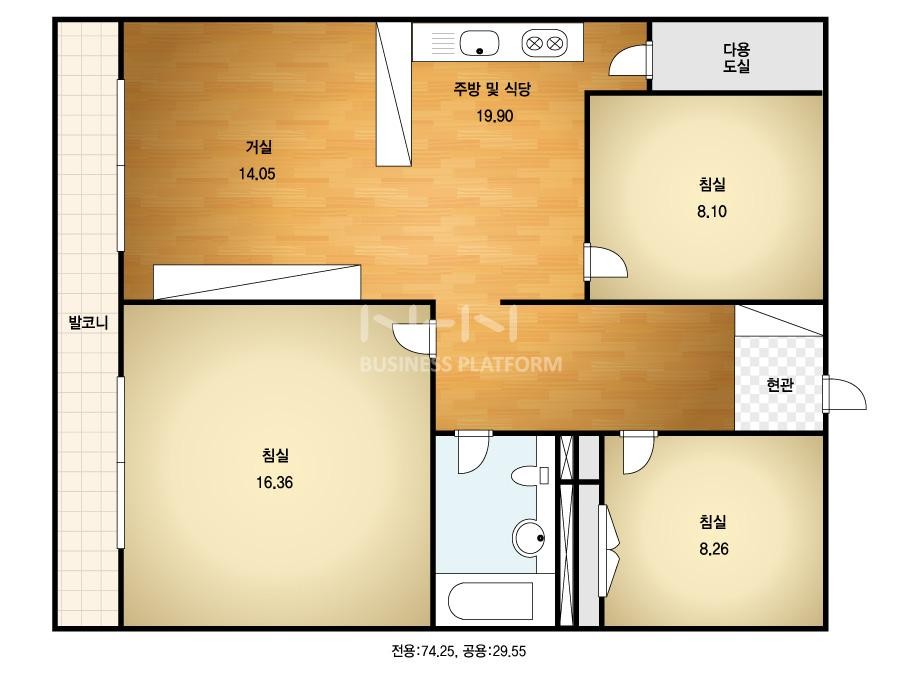 다용
도실
주방 및 식당
19.90
거실
14.05
침실
8.10
발코니
NHN
BUSINESS PLATFORM
현관
침실
16.36
침실
8.26
전용:74.25, 공용:29.55